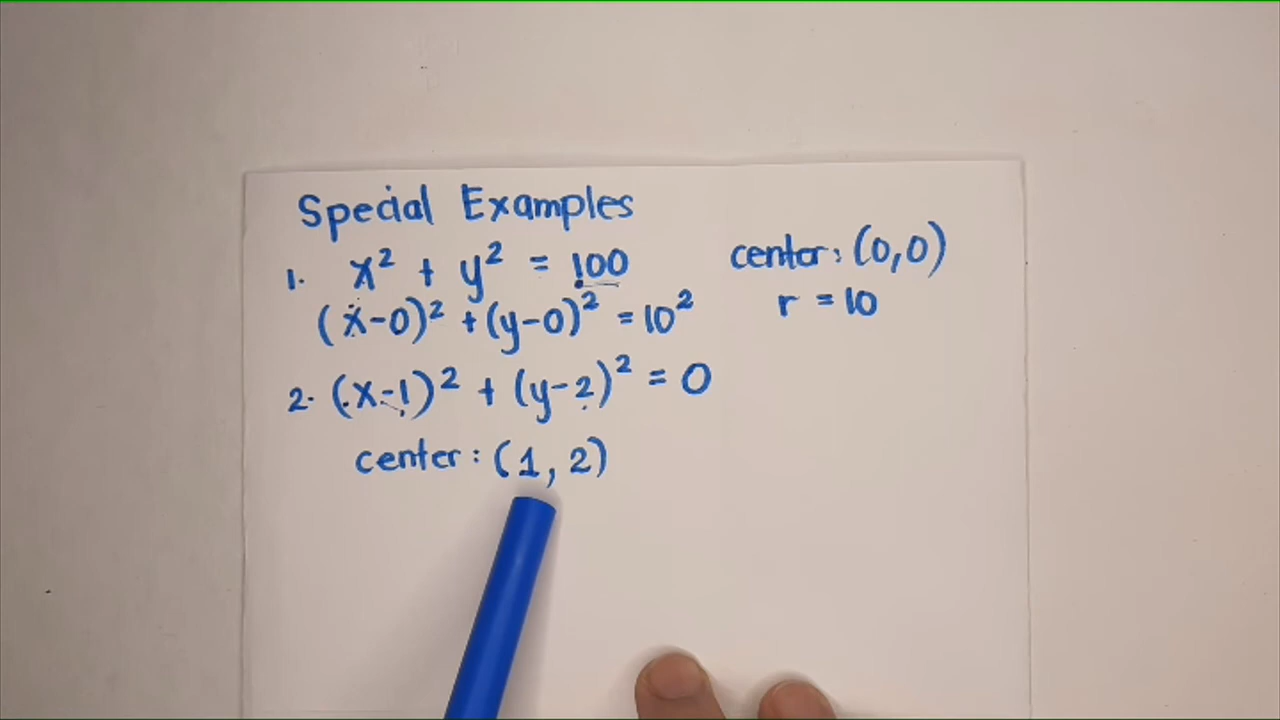 Special Examples
1. x² + y² = 100
(x-0)² + (y-0)² = 10²
center: (0,0)
r = 10
2. (x-1)² + (y-2)² = 0
center: (1, 2)